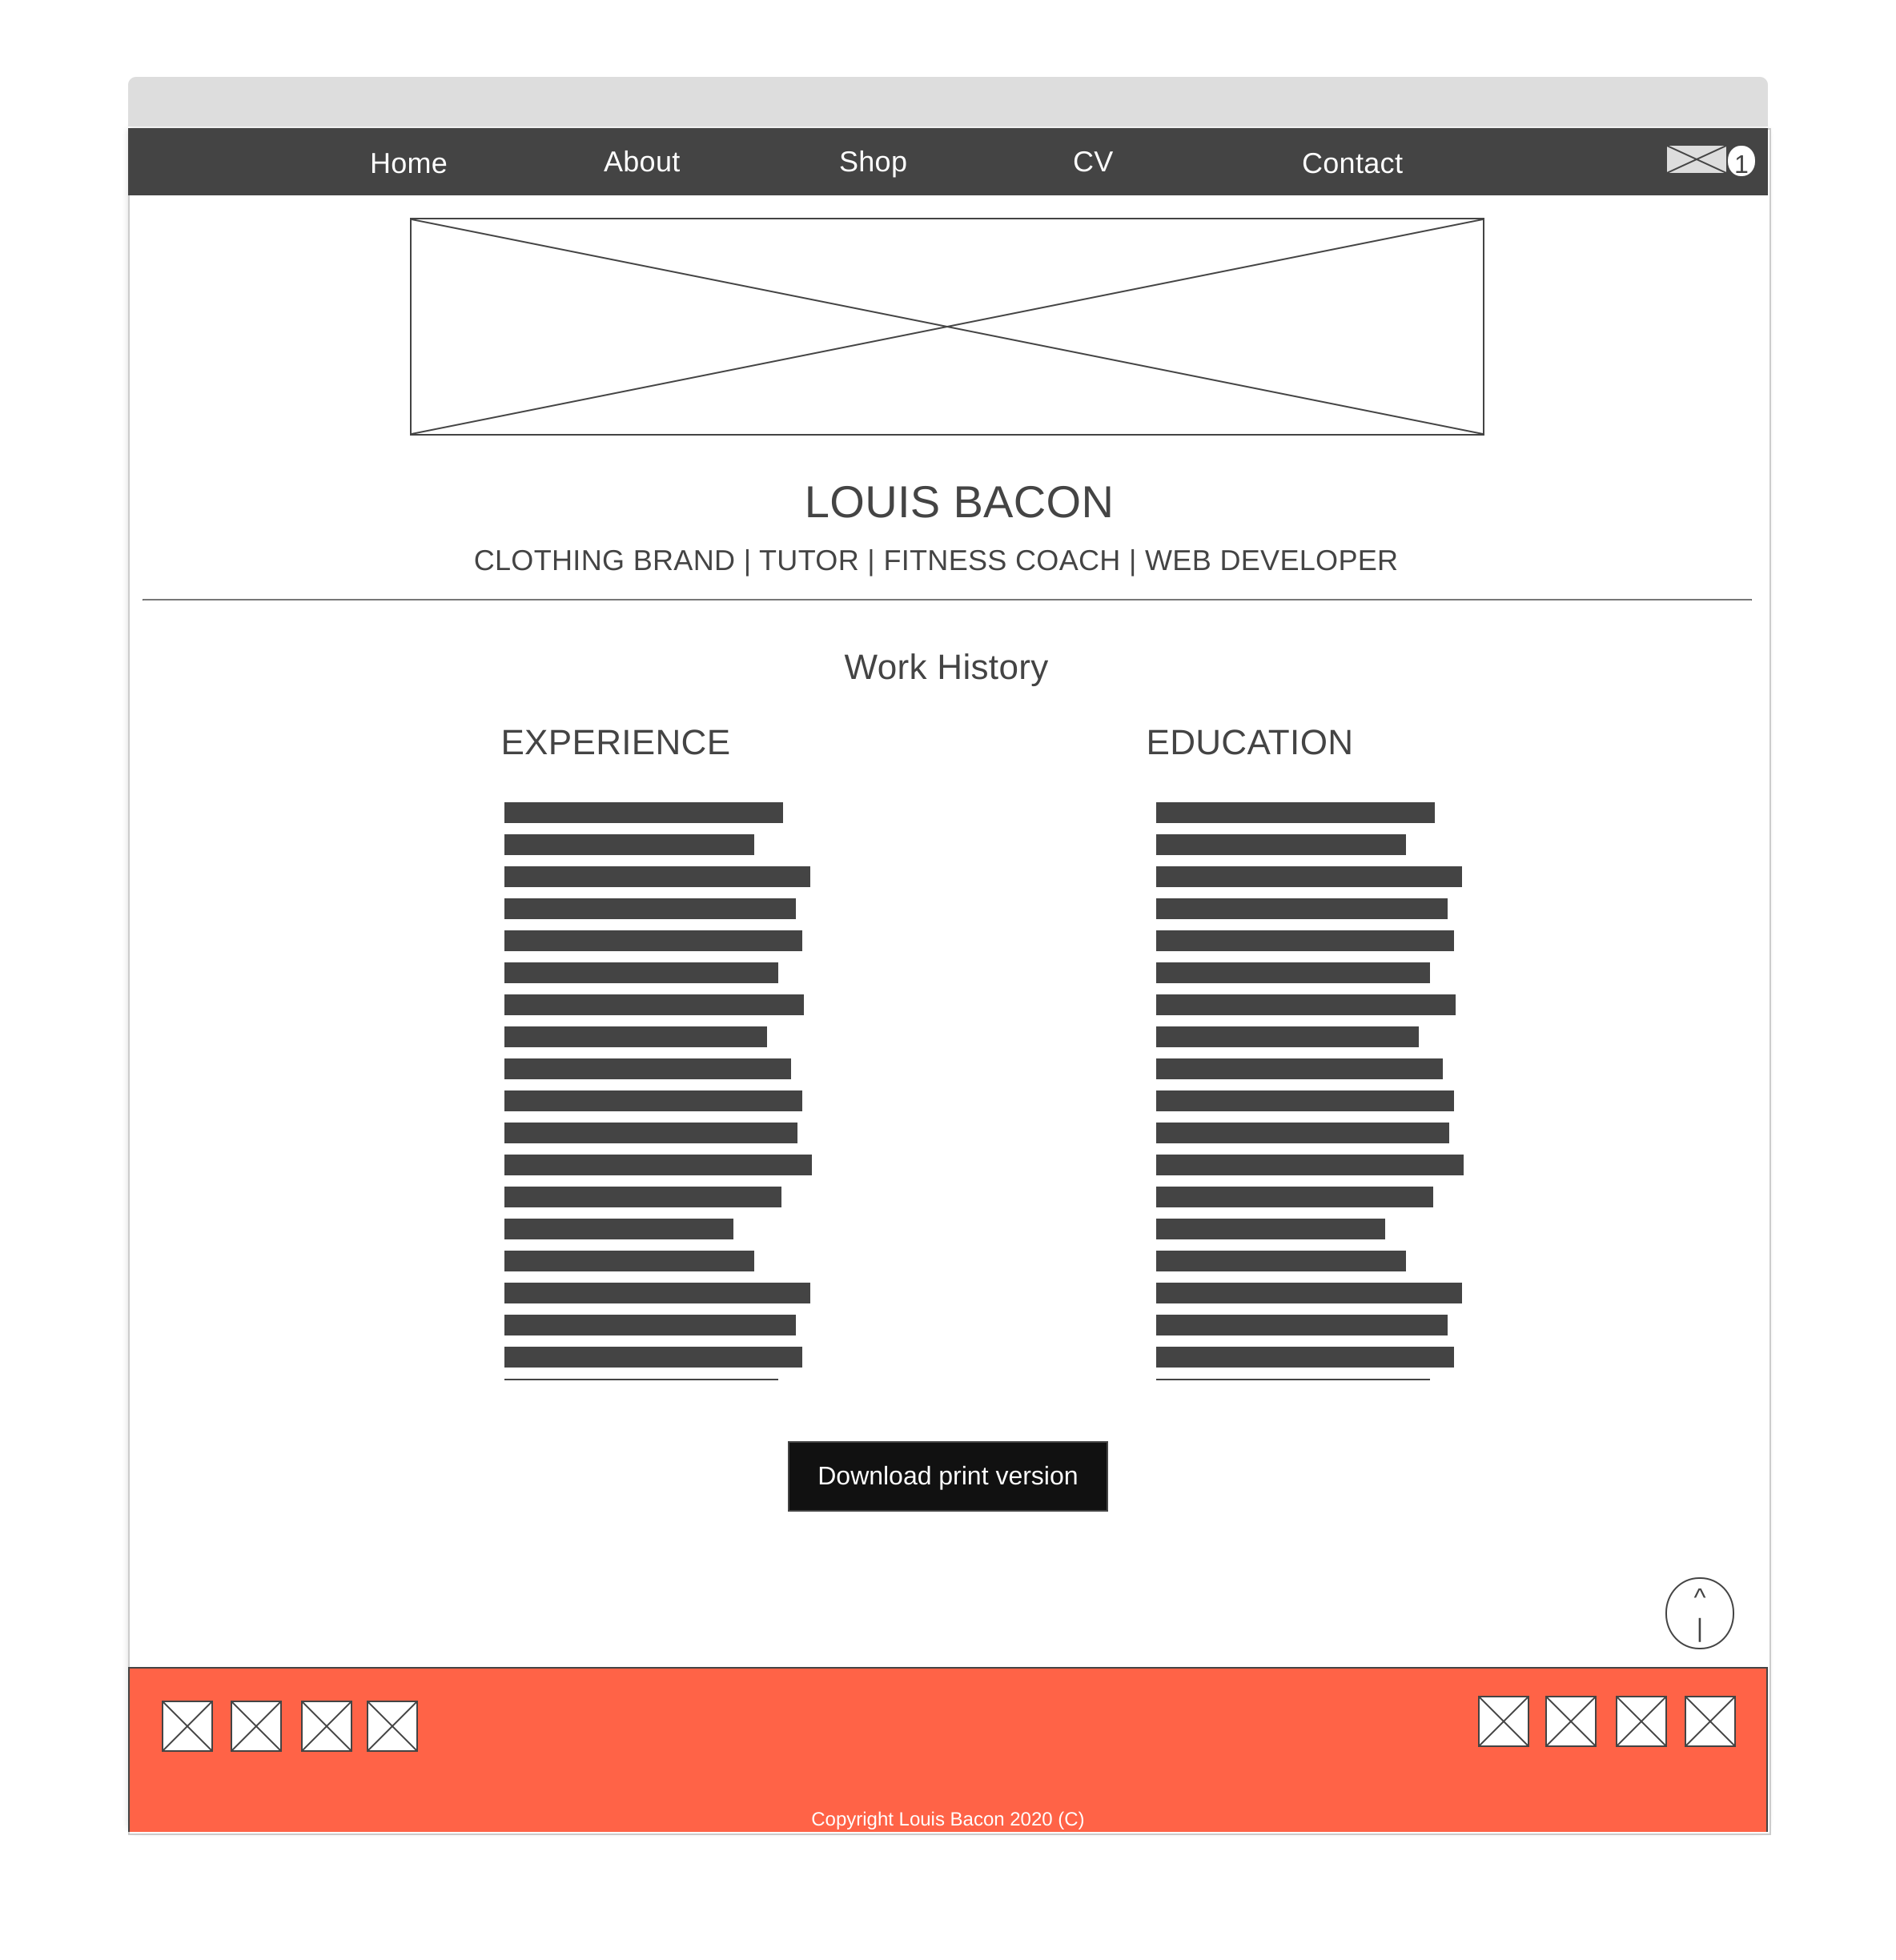 Home About Shop CV Contact 1
LOUIS BACON
CLOTHING BRAND | TUTOR | FITNESS COACH | WEB DEVELOPER
Work History
EXPERIENCE
EDUCATION
Download print version
^
|
Copyright Louis Bacon 2020 (C)